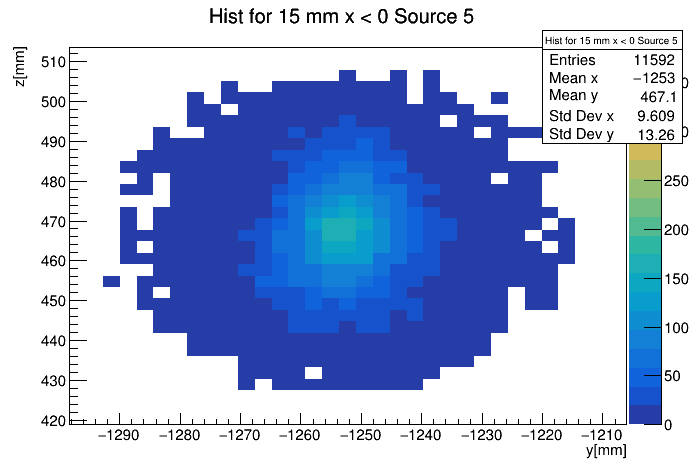 Hist for 15 mm x < 0 Source 5
Hist for 15 mm x < 0 Source 5
Entries 11592
Mean x −1253
Mean y 467.1
Std Dev x 9.609
Std Dev y 13.26
z[mm]
510
500
490
480
470
460
450
440
430
420
250
200
150
100
50
0
−1290 −1280 −1270 −1260 −1250 −1240 −1230 −1220 −1210
y[mm]